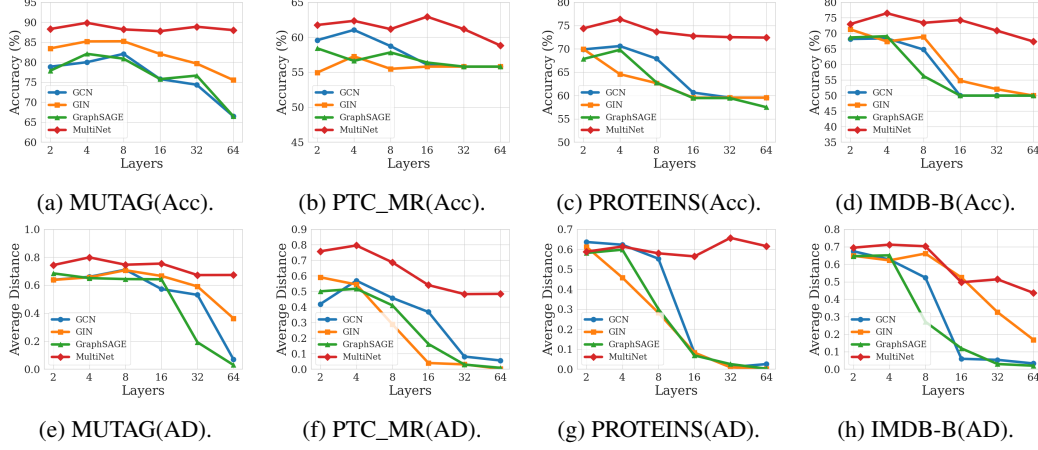 85
80
75
70
65
60
90
Accuracy (%)
2 4 8 16 32 64
Layers
GCN
GIN
GraphSAGE
MultiNet
65
60
55
50
45
Accuracy (%)
2 4 8 16 32 64
Layers
GCN
GIN
GraphSAGE
MultiNet
80
75
70
65
60
55
50
Accuracy (%)
2 4 8 16 32 64
Layers
GCN
GIN
GraphSAGE
MultiNet
80
75
70
65
60
55
50
45
40
35
Accuracy (%)
2 4 8 16 32 64
Layers
GCN
GIN
GraphSAGE
MultiNet
(a) MUTAG(Acc).
(b) PTC_MR(Acc).
(c) PROTEINS(Acc).
(d) IMDB-B(Acc).
1.0
0.8
0.6
0.4
0.2
0.0
Average Distance
2 4 8 16 32 64
Layers
GCN
GIN
GraphSAGE
MultiNet
0.9
0.8
0.7
0.6
0.5
0.4
0.3
0.2
0.1
0.0
Average Distance
2 4 8 16 32 64
Layers
GCN
GIN
GraphSAGE
MultiNet
0.7
0.6
0.5
0.4
0.3
0.2
0.1
0.0
Average Distance
2 4 8 16 32 64
Layers
GCN
GIN
GraphSAGE
MultiNet
0.8
0.7
0.6
0.5
0.4
0.3
0.2
0.1
0.0
Average Distance
2 4 8 16 32 64
Layers
GCN
GIN
GraphSAGE
MultiNet
(e) MUTAG(AD).
(f) PTC_MR(AD).
(g) PROTEINS(AD).
(h) IMDB-B(AD).